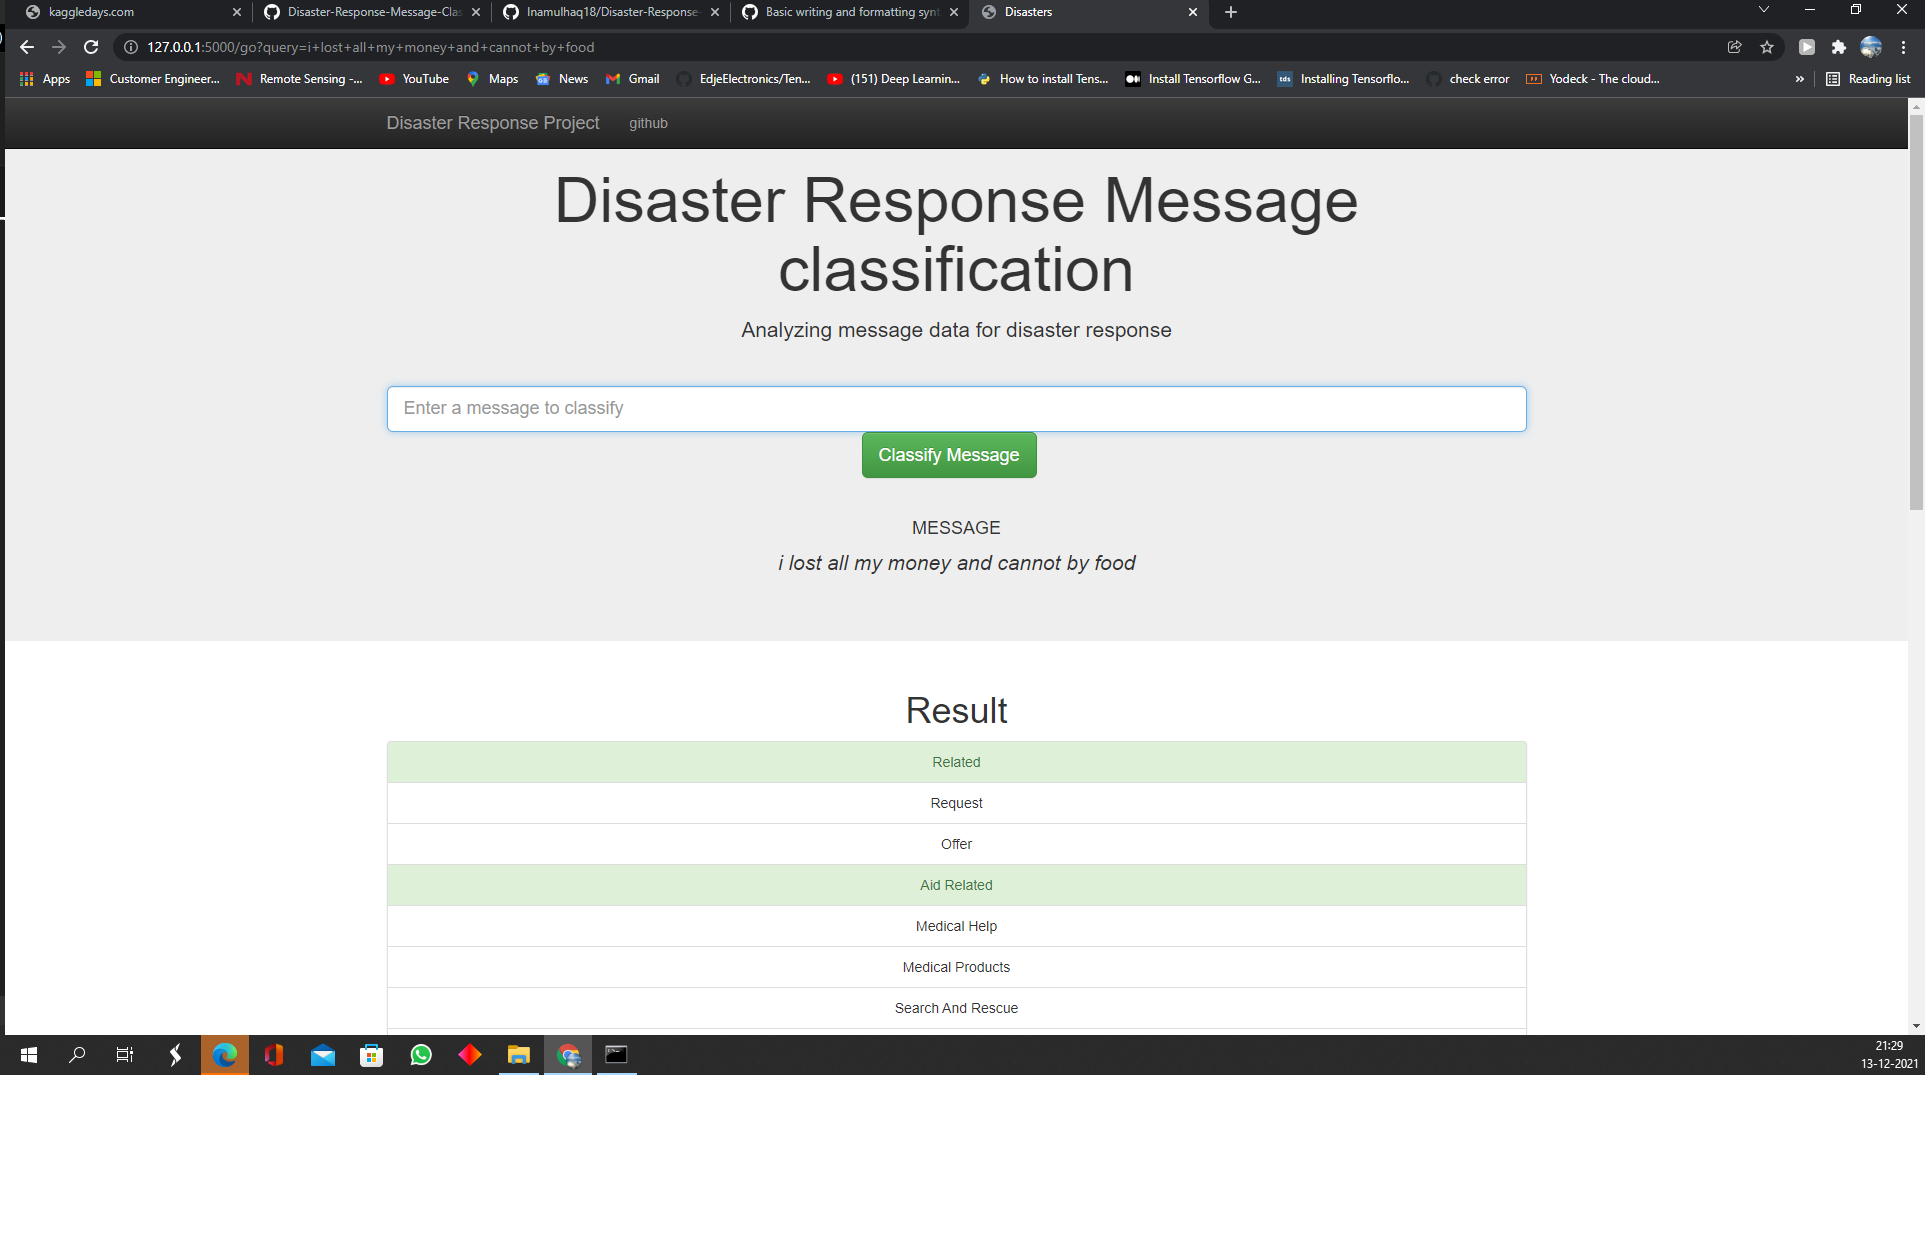 kaggledays.com
Disaster-Response-Message-Clas
Inamulhaq18/Disaster-Response-
Basic writing and formatting synt
Disasters
127.0.0.1:5000/go?query=i+lost+all+my+money+and+cannot+by+food
Apps
Customer Engineer...
Remote Sensing -...
YouTube
Maps
News
Gmail
EdjeElectronics/Ten...
(151) Deep Learnin...
How to install Tens...
Install Tensorflow G...
tds
Installing Tensorflo...
check error
Yodeck - The cloud...
»
Reading list
Disaster Response Project
github
Disaster Response Message
classification
Analyzing message data for disaster response
Enter a message to classify
Classify Message
MESSAGE
i lost all my money and cannot by food
Result
Related
Request
Offer
Aid Related
Medical Help
Medical Products
Search And Rescue
21:29
13-12-2021